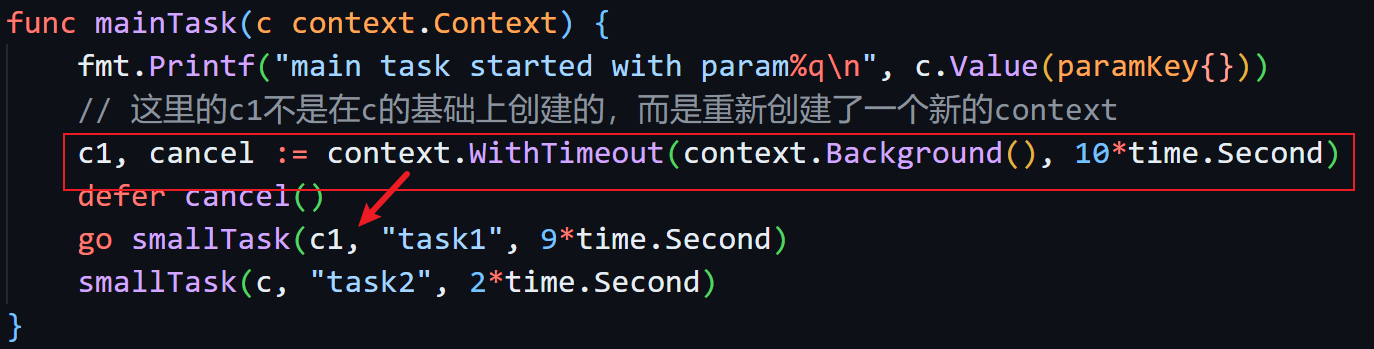 func mainTask(c context.Context) {
    fmt.Printf("main task started with param%q\n", c.Value(paramKey{}))
    // 这里的c1不是在c的基础上创建的，而是重新创建了一个新的context
    c1, cancel := context.WithTimeout(context.Background(), 10*time.Second)
    defer cancel()
    go smallTask(c1, "task1", 9*time.Second)
    smallTask(c, "task2", 2*time.Second)
}